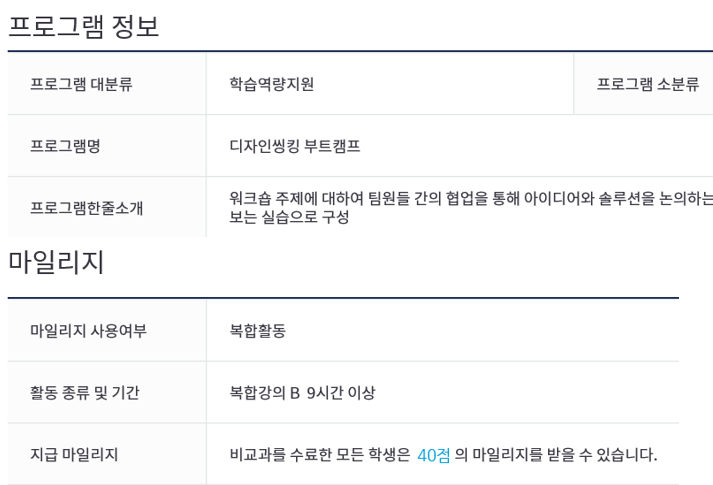 프로그램 정보
프로그램 대분류 학습역량지원 프로그램 소분류
프로그램명 디자인씽킹 부트캠프
프로그램한줄소개 워크숍 주제에 대하여 팀원들 간의 협업을 통해 아이디어와 솔루션을 논의하는
보는 실습으로 구성
마일리지
마일리지 사용여부 복합활동
활동 종류 및 기간 복합강의 B 9시간 이상
지급 마일리지 비교과를 수료한 모든 학생은 40점 의 마일리지를 받을 수 있습니다.